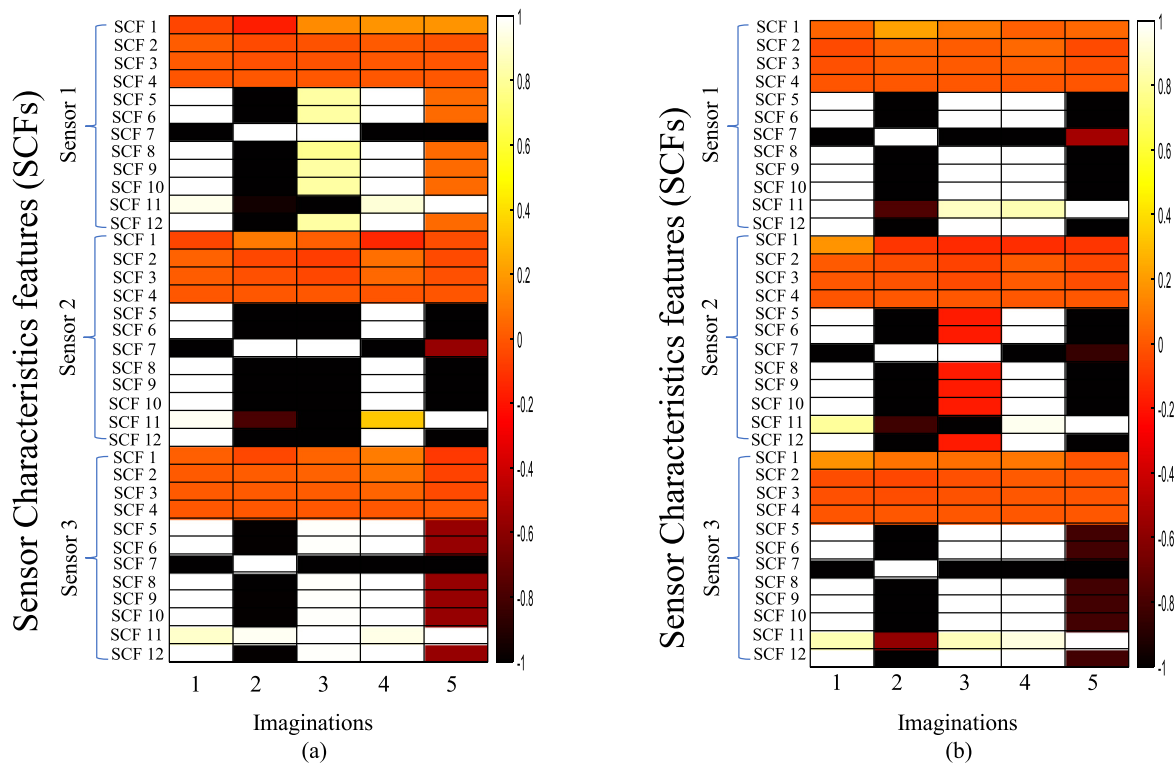 Sensor Characteristics features (SCFs)
Sensor 1
SCF 1
SCF 2
SCF 3
SCF 4
SCF 5
SCF 6
SCF 7
SCF 8
SCF 9
SCF 10
SCF 11
SCF 12
Sensor 2
SCF 1
SCF 2
SCF 3
SCF 4
SCF 5
SCF 6
SCF 7
SCF 8
SCF 9
SCF 10
SCF 11
SCF 12
Sensor 3
SCF 1
SCF 2
SCF 3
SCF 4
SCF 5
SCF 6
SCF 7
SCF 8
SCF 9
SCF 10
SCF 11
SCF 12
1 2 3 4 5
Imaginations
(a)
1
0.8
0.6
0.4
0.2
0
-0.2
-0.4
-0.6
-0.8
-1
Sensor Characteristics features (SCFs)
Sensor 1
SCF 1
SCF 2
SCF 3
SCF 4
SCF 5
SCF 6
SCF 7
SCF 8
SCF 9
SCF 10
SCF 11
SCF 12
Sensor 2
SCF 1
SCF 2
SCF 3
SCF 4
SCF 5
SCF 6
SCF 7
SCF 8
SCF 9
SCF 10
SCF 11
SCF 12
Sensor 3
SCF 1
SCF 2
SCF 3
SCF 4
SCF 5
SCF 6
SCF 7
SCF 8
SCF 9
SCF 10
SCF 11
SCF 12
1 2 3 4 5
Imaginations
(b)
1
0.8
0.6
0.4
0.2
0
-0.2
-0.4
-0.6
-0.8
-1